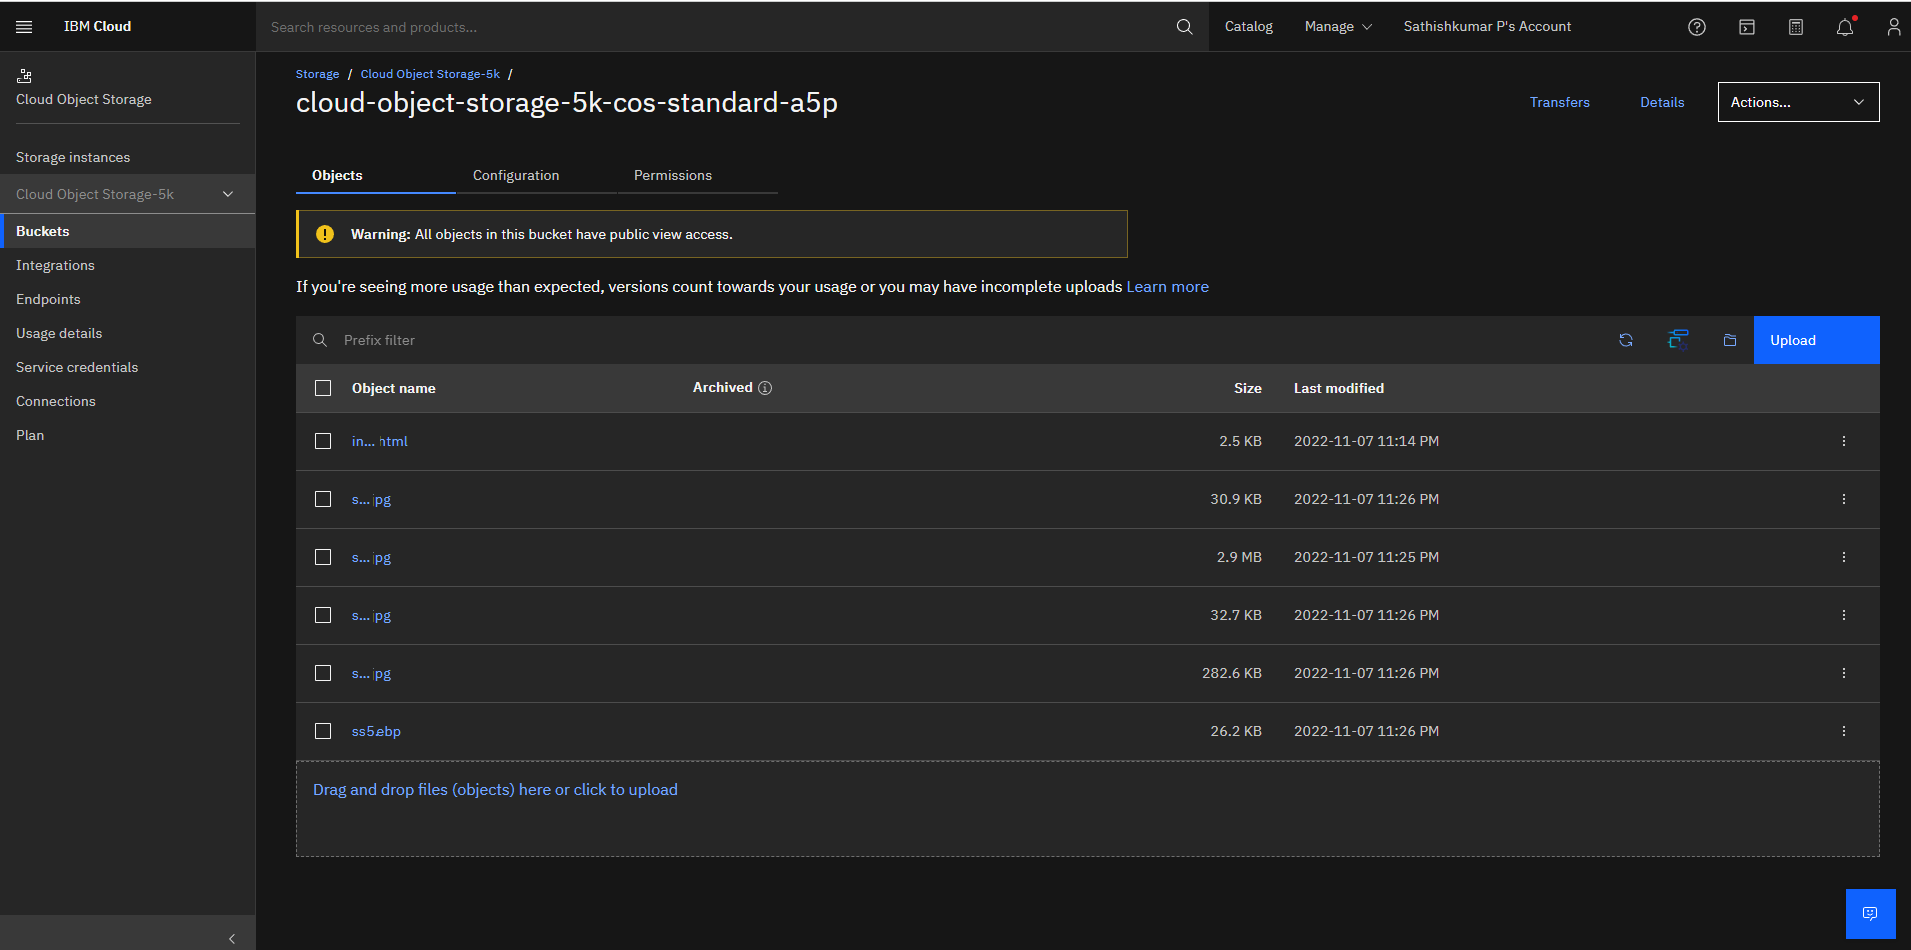 IBM Cloud
Search resources and products...
Catalog
Manage
Sathishkumar P's Account
Cloud Object Storage
Storage instances
Cloud Object Storage-5k
Buckets
Integrations
Endpoints
Usage details
Service credentials
Connections
Plan
Storage / Cloud Object Storage-5k /
cloud-object-storage-5k-cos-standard-a5p
Transfers
Details
Actions...
Objects
Configuration
Permissions
Warning: All objects in this bucket have public view access.
If you're seeing more usage than expected, versions count towards your usage or you may have incomplete uploads Learn more
Prefix filter
Upload
Object name Archived Size Last modified
in... html 2.5 KB 2022-11-07 11:14 PM
s... jpg 30.9 KB 2022-11-07 11:26 PM
s... jpg 2.9 MB 2022-11-07 11:25 PM
s... jpg 32.7 KB 2022-11-07 11:26 PM
s... jpg 282.6 KB 2022-11-07 11:26 PM
ss5.ebp 26.2 KB 2022-11-07 11:26 PM
Drag and drop files (objects) here or click to upload